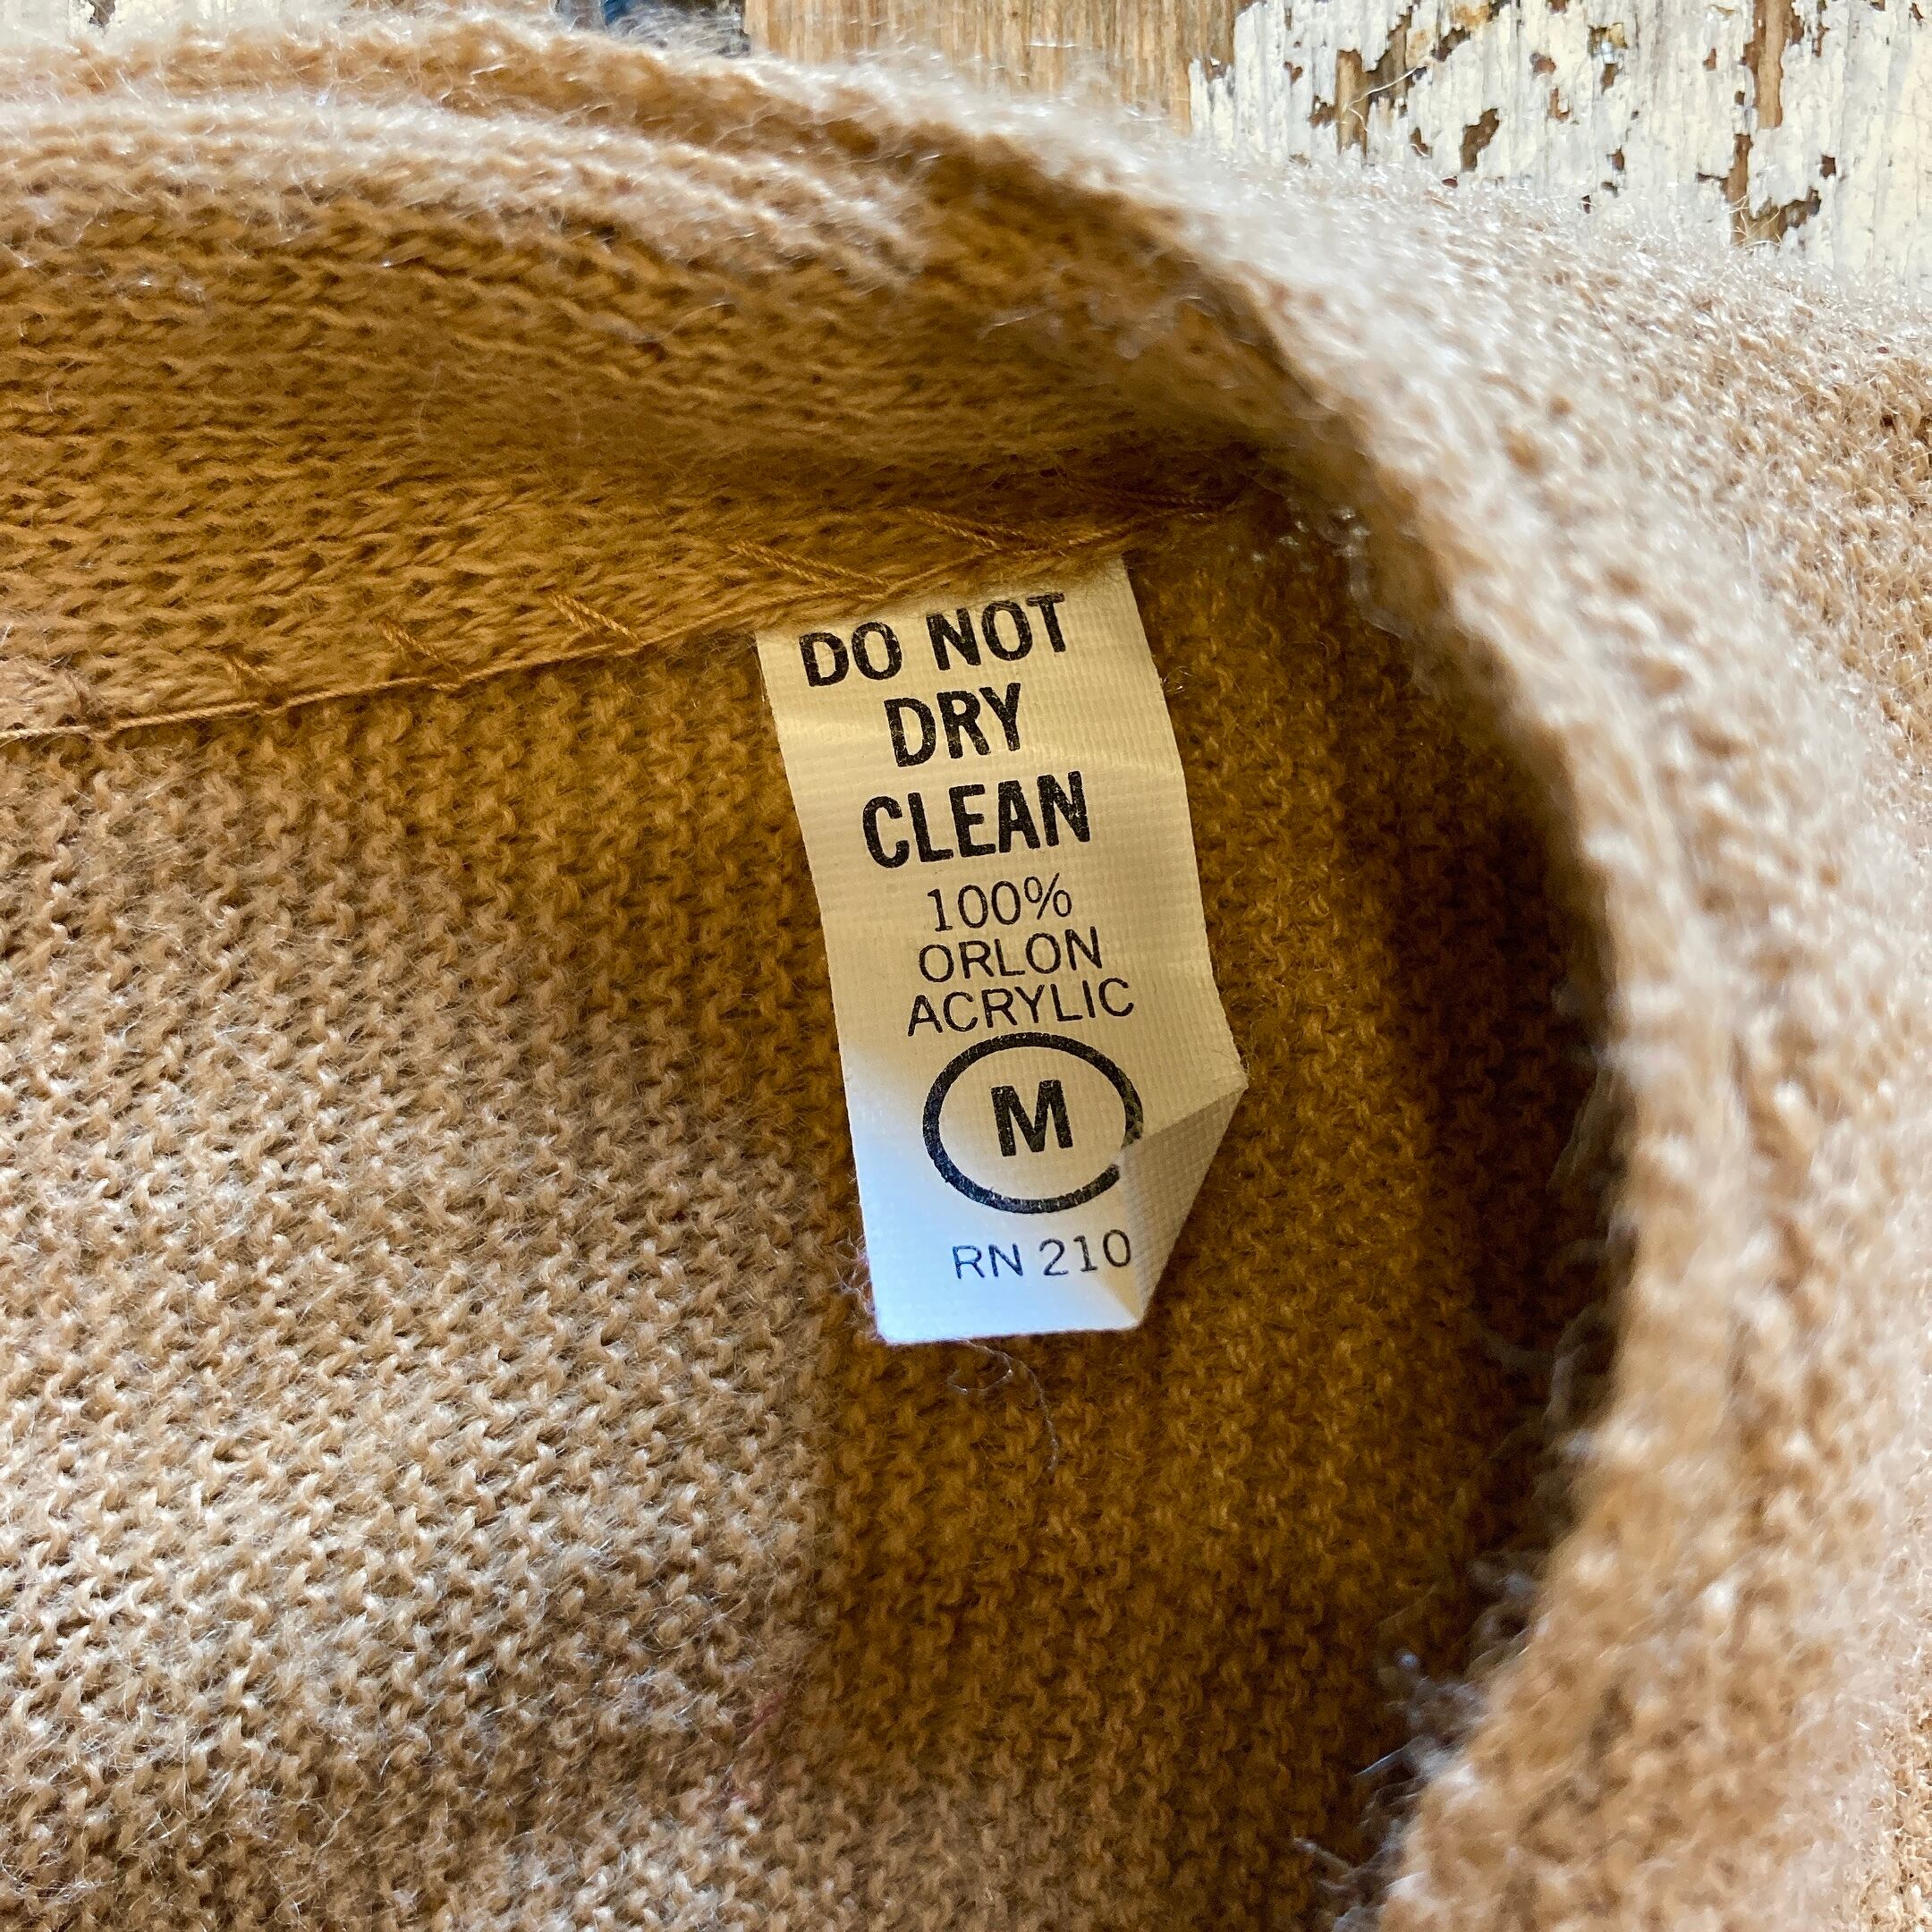 DO NOT
DRY
CLEAN
100%
ORLON
ACRYLIC
M
RN 210